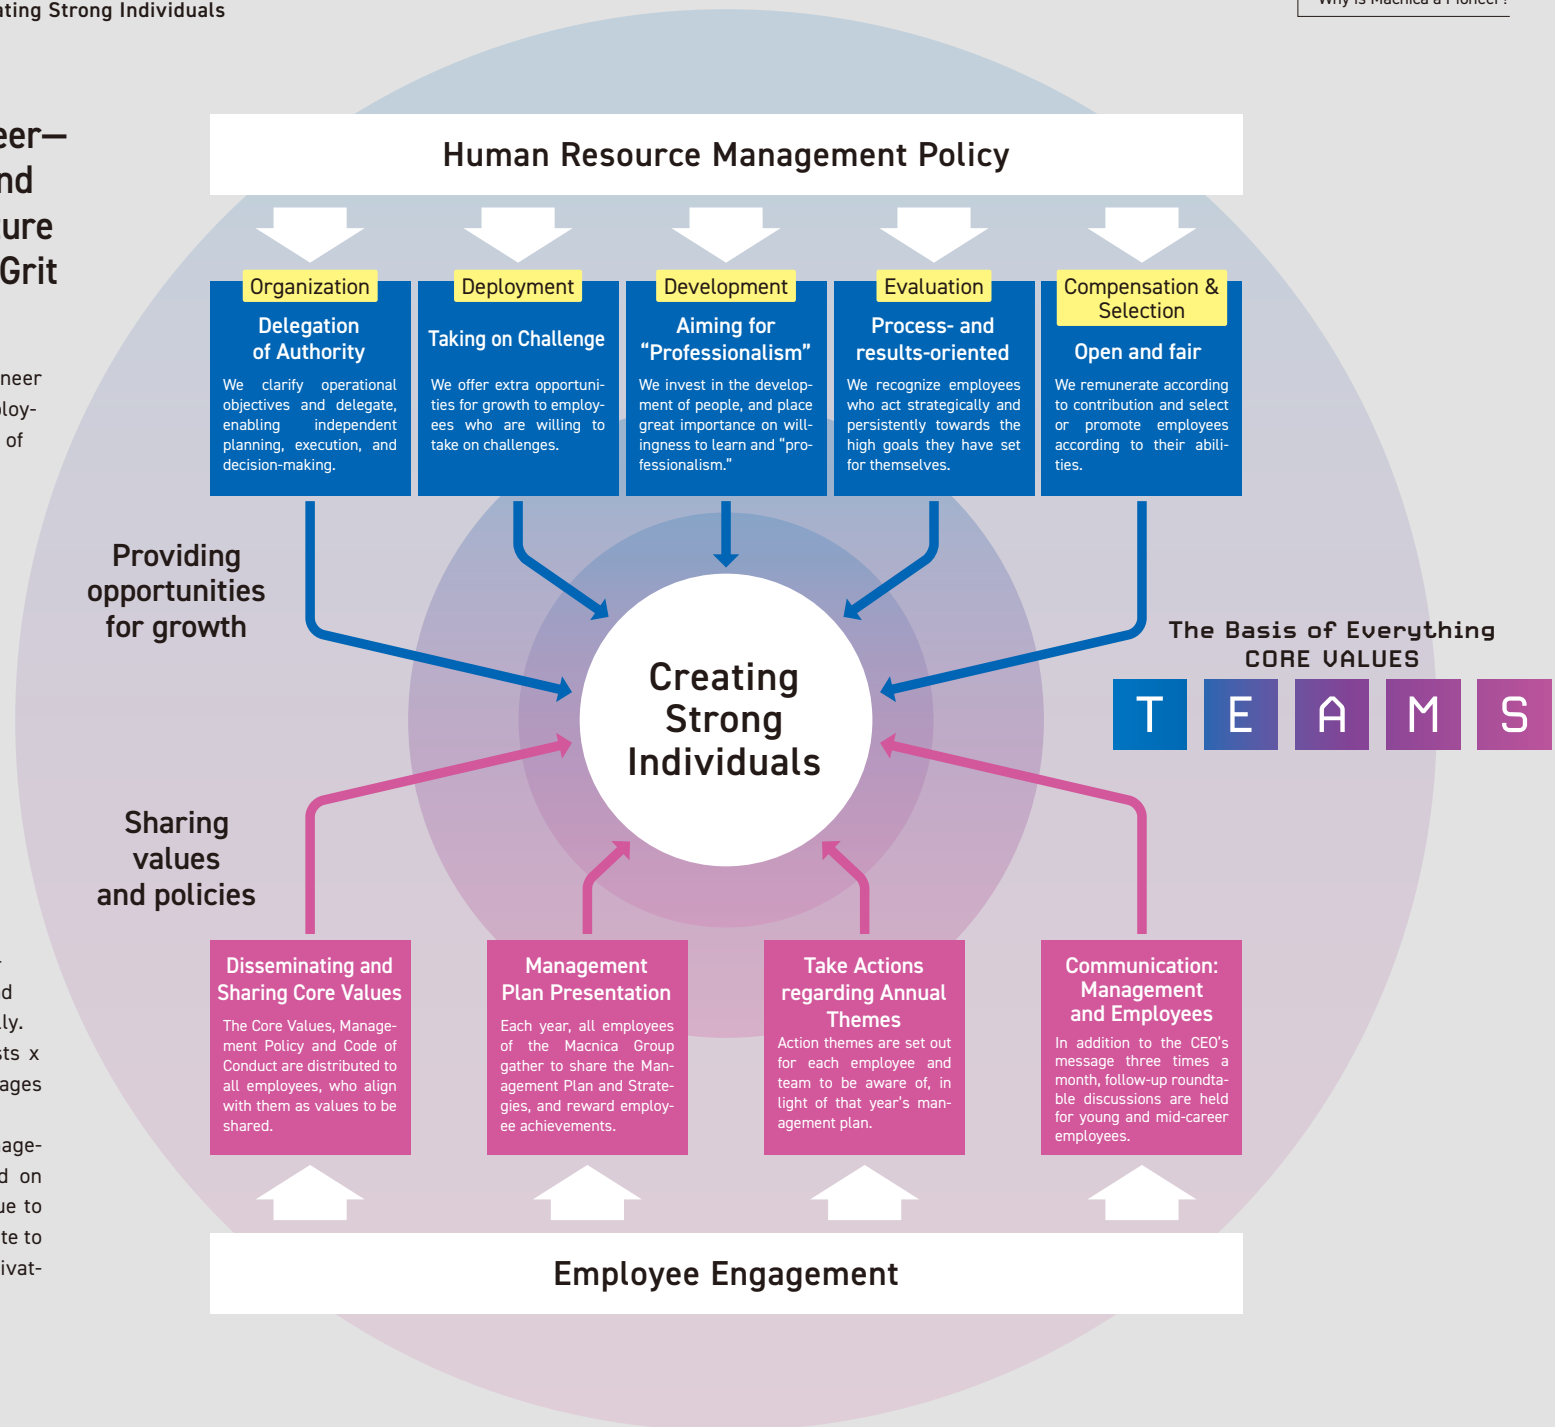 ating Strong Individuals
Why is Macnica a Pioneer?
eer—
nd
ture
Grit
neer
ploy-
of
nd
lly.
sts x
ages
nage-
d on
ue to
te to
ivat-
Human Resource Management Policy
Organization
Delegation
of Authority
We clarify operational
objectives and delegate,
enabling independent
planning, execution, and
decision-making.
Deployment
Taking on Challenge
We offer extra opportuni-
ties for growth to employ-
ees who are willing to
take on challenges.
Development
Aiming for
“Professionalism”
We invest in the develop-
ment of people, and place
great importance on will-
ingness to learn and “pro-
fessionalism.”
Evaluation
Process- and
results-oriented
We recognize employees
who act strategically and
persistently towards the
high goals they have set
for themselves.
Compensation &
Selection
Open and fair
We remunerate according
to contribution and select
or promote employees
according to their abili-
ties.
Providing
opportunities
for growth
Creating
Strong
Individuals
The Basis of Everything
CORE VALUES
T E A M S
Sharing
values
and policies
Disseminating and
Sharing Core Values
The Core Values, Manage-
ment Policy and Code of
Conduct are distributed to
all employees, who align
with them as values to be
shared.
Management
Plan Presentation
Each year, all employees
of the Macnica Group
gather to share the Man-
agement Plan and Strate-
gies, and reward employ-
ee achievements.
Take Actions
regarding Annual
Themes
Action themes are set out
for each employee and
team to be aware of, in
light of that year’s man-
agement plan.
Communication:
Management
and Employees
In addition to the CEO’s
message three times a
month, follow-up roundta-
ble discussions are held
for young and mid-career
employees.
Employee Engagement